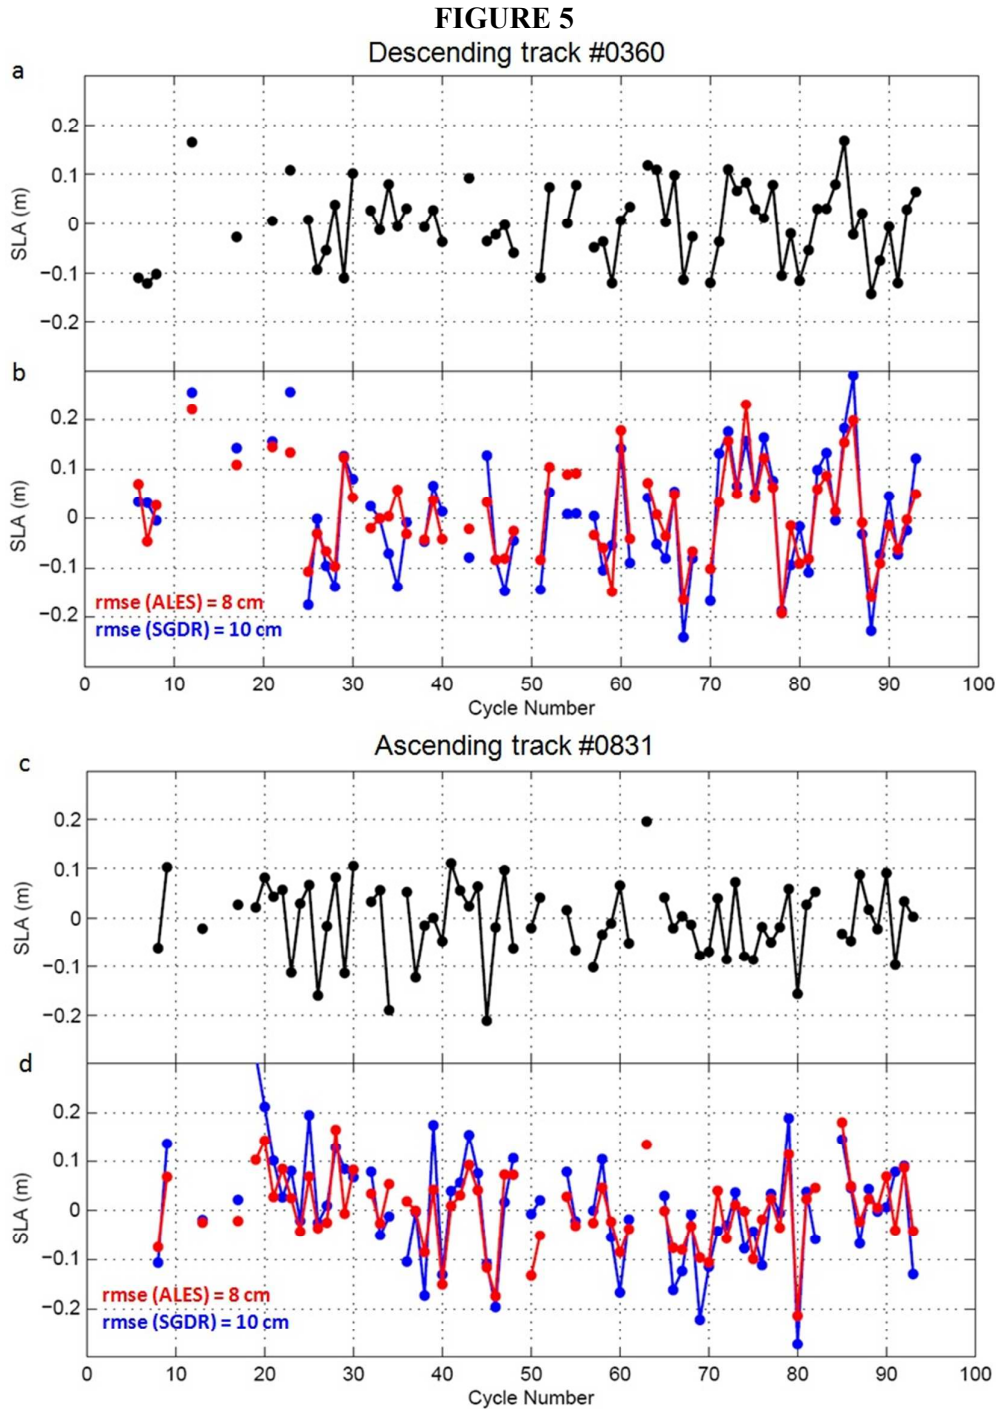 FIGURE 5
Descending track #0360
a
0.2
0.1
0
−0.1
−0.2
SLA (m)
b
0.2
0.1
0
−0.1
−0.2
SLA (m)
rmse (ALES) = 8 cm
rmse (SGDR) = 10 cm
0 10 20 30 40 50 60 70 80 90 100
Cycle Number
Ascending track #0831
c
0.2
0.1
0
−0.1
−0.2
SLA (m)
d
0.2
0.1
0
−0.1
−0.2
SLA (m)
rmse (ALES) = 8 cm
rmse (SGDR) = 10 cm
0 10 20 30 40 50 60 70 80 90 100
Cycle Number